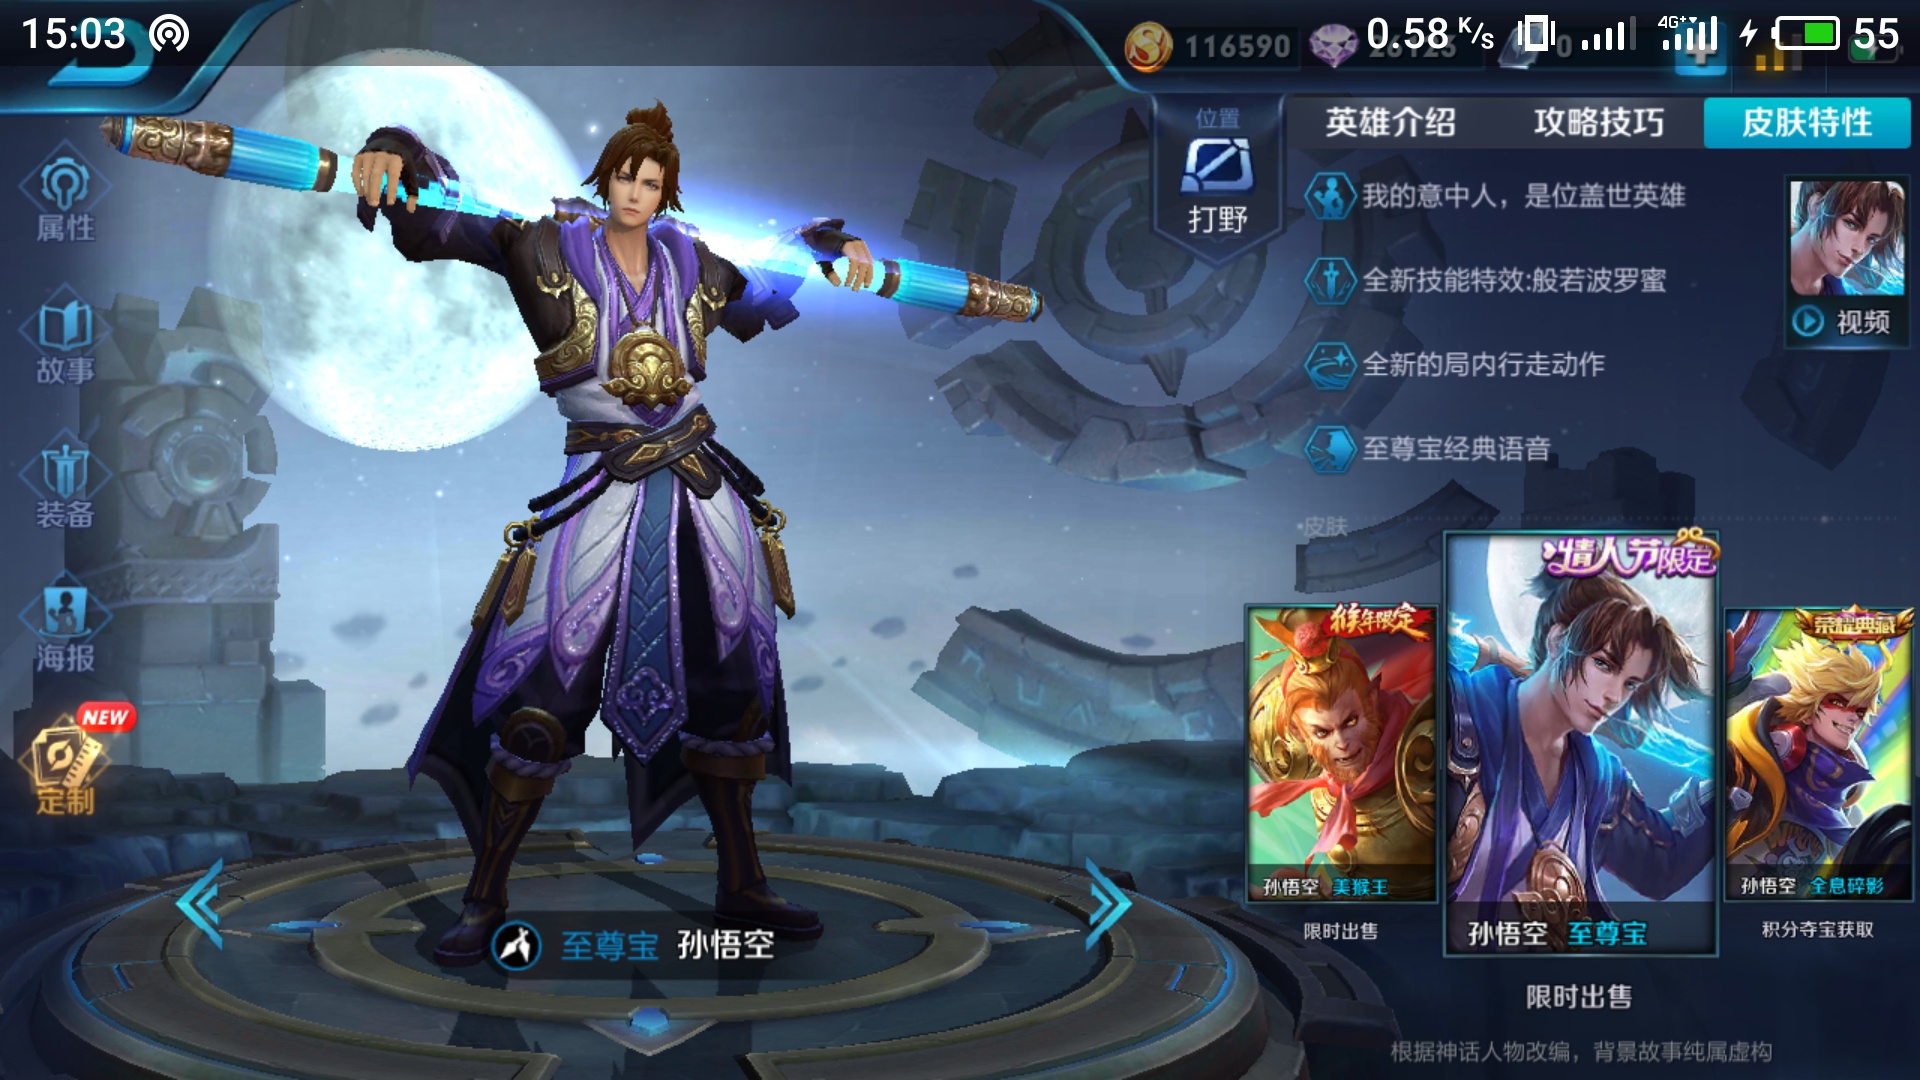 15:03
116590
0.58 K/s
4G+
55
位置
打野
英雄介绍
攻略技巧
皮肤特性
属性
故事
装备
海报
NEW
定制
我的意中人，是位盖世英雄
全新技能特效:般若波罗蜜
全新的局内行走动作
至尊宝经典语音
视频
皮肤
猴年限定
孙悟空 美猴王
限时出售
情人节限定
孙悟空 至尊宝
限时出售
荣耀典藏
孙悟空 全息碎影
积分夺宝获取
至尊宝 孙悟空
根据神话人物改编，背景故事纯属虚构